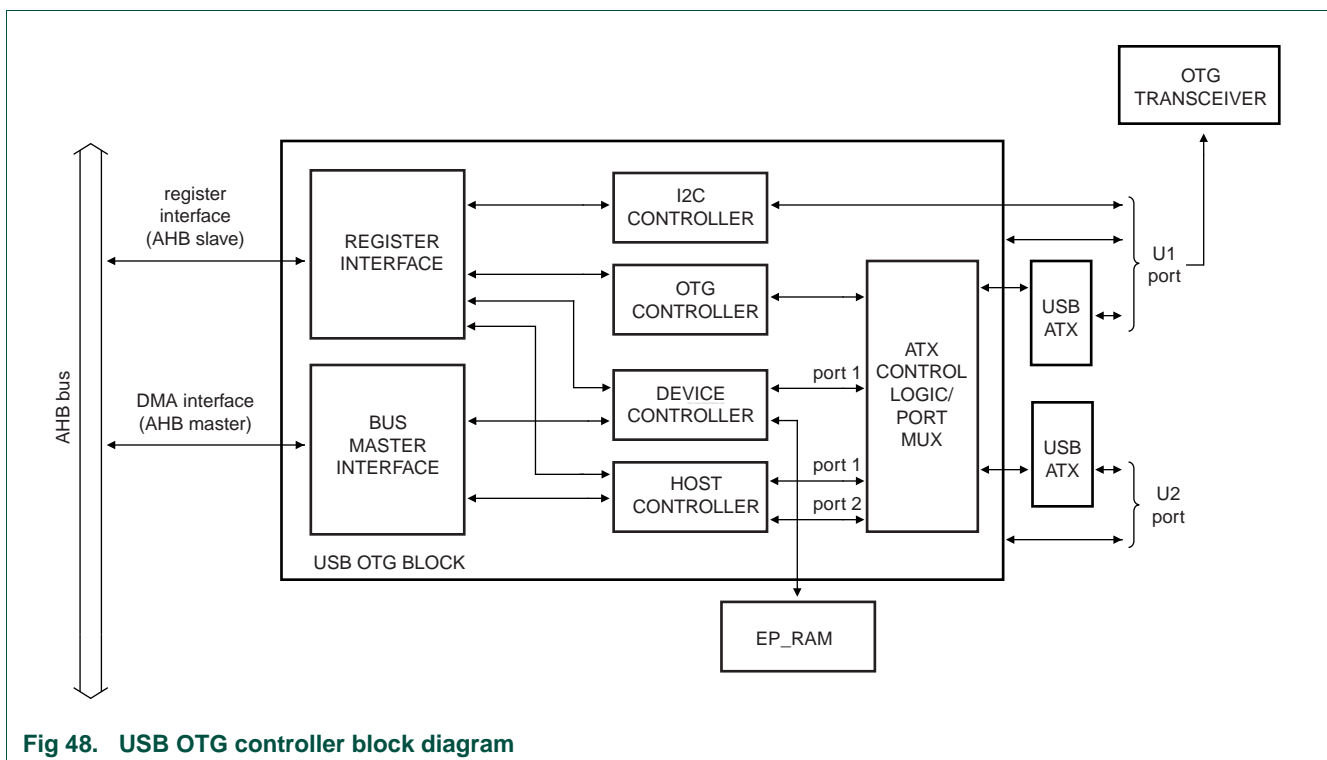 OTG
TRANSCEIVER
register
interface
(AHB slave)
REGISTER
INTERFACE
I2C
CONTROLLER
OTG
CONTROLLER
U1
port
USB
ATX
ATX
CONTROL
LOGIC/
PORT
MUX
AHB bus
DMA interface
(AHB master)
BUS
MASTER
INTERFACE
DEVICE
CONTROLLER
port 1
HOST
CONTROLLER
port 1
port 2
USB
ATX
U2
port
USB OTG BLOCK
EP_RAM
Fig 48. USB OTG controller block diagram